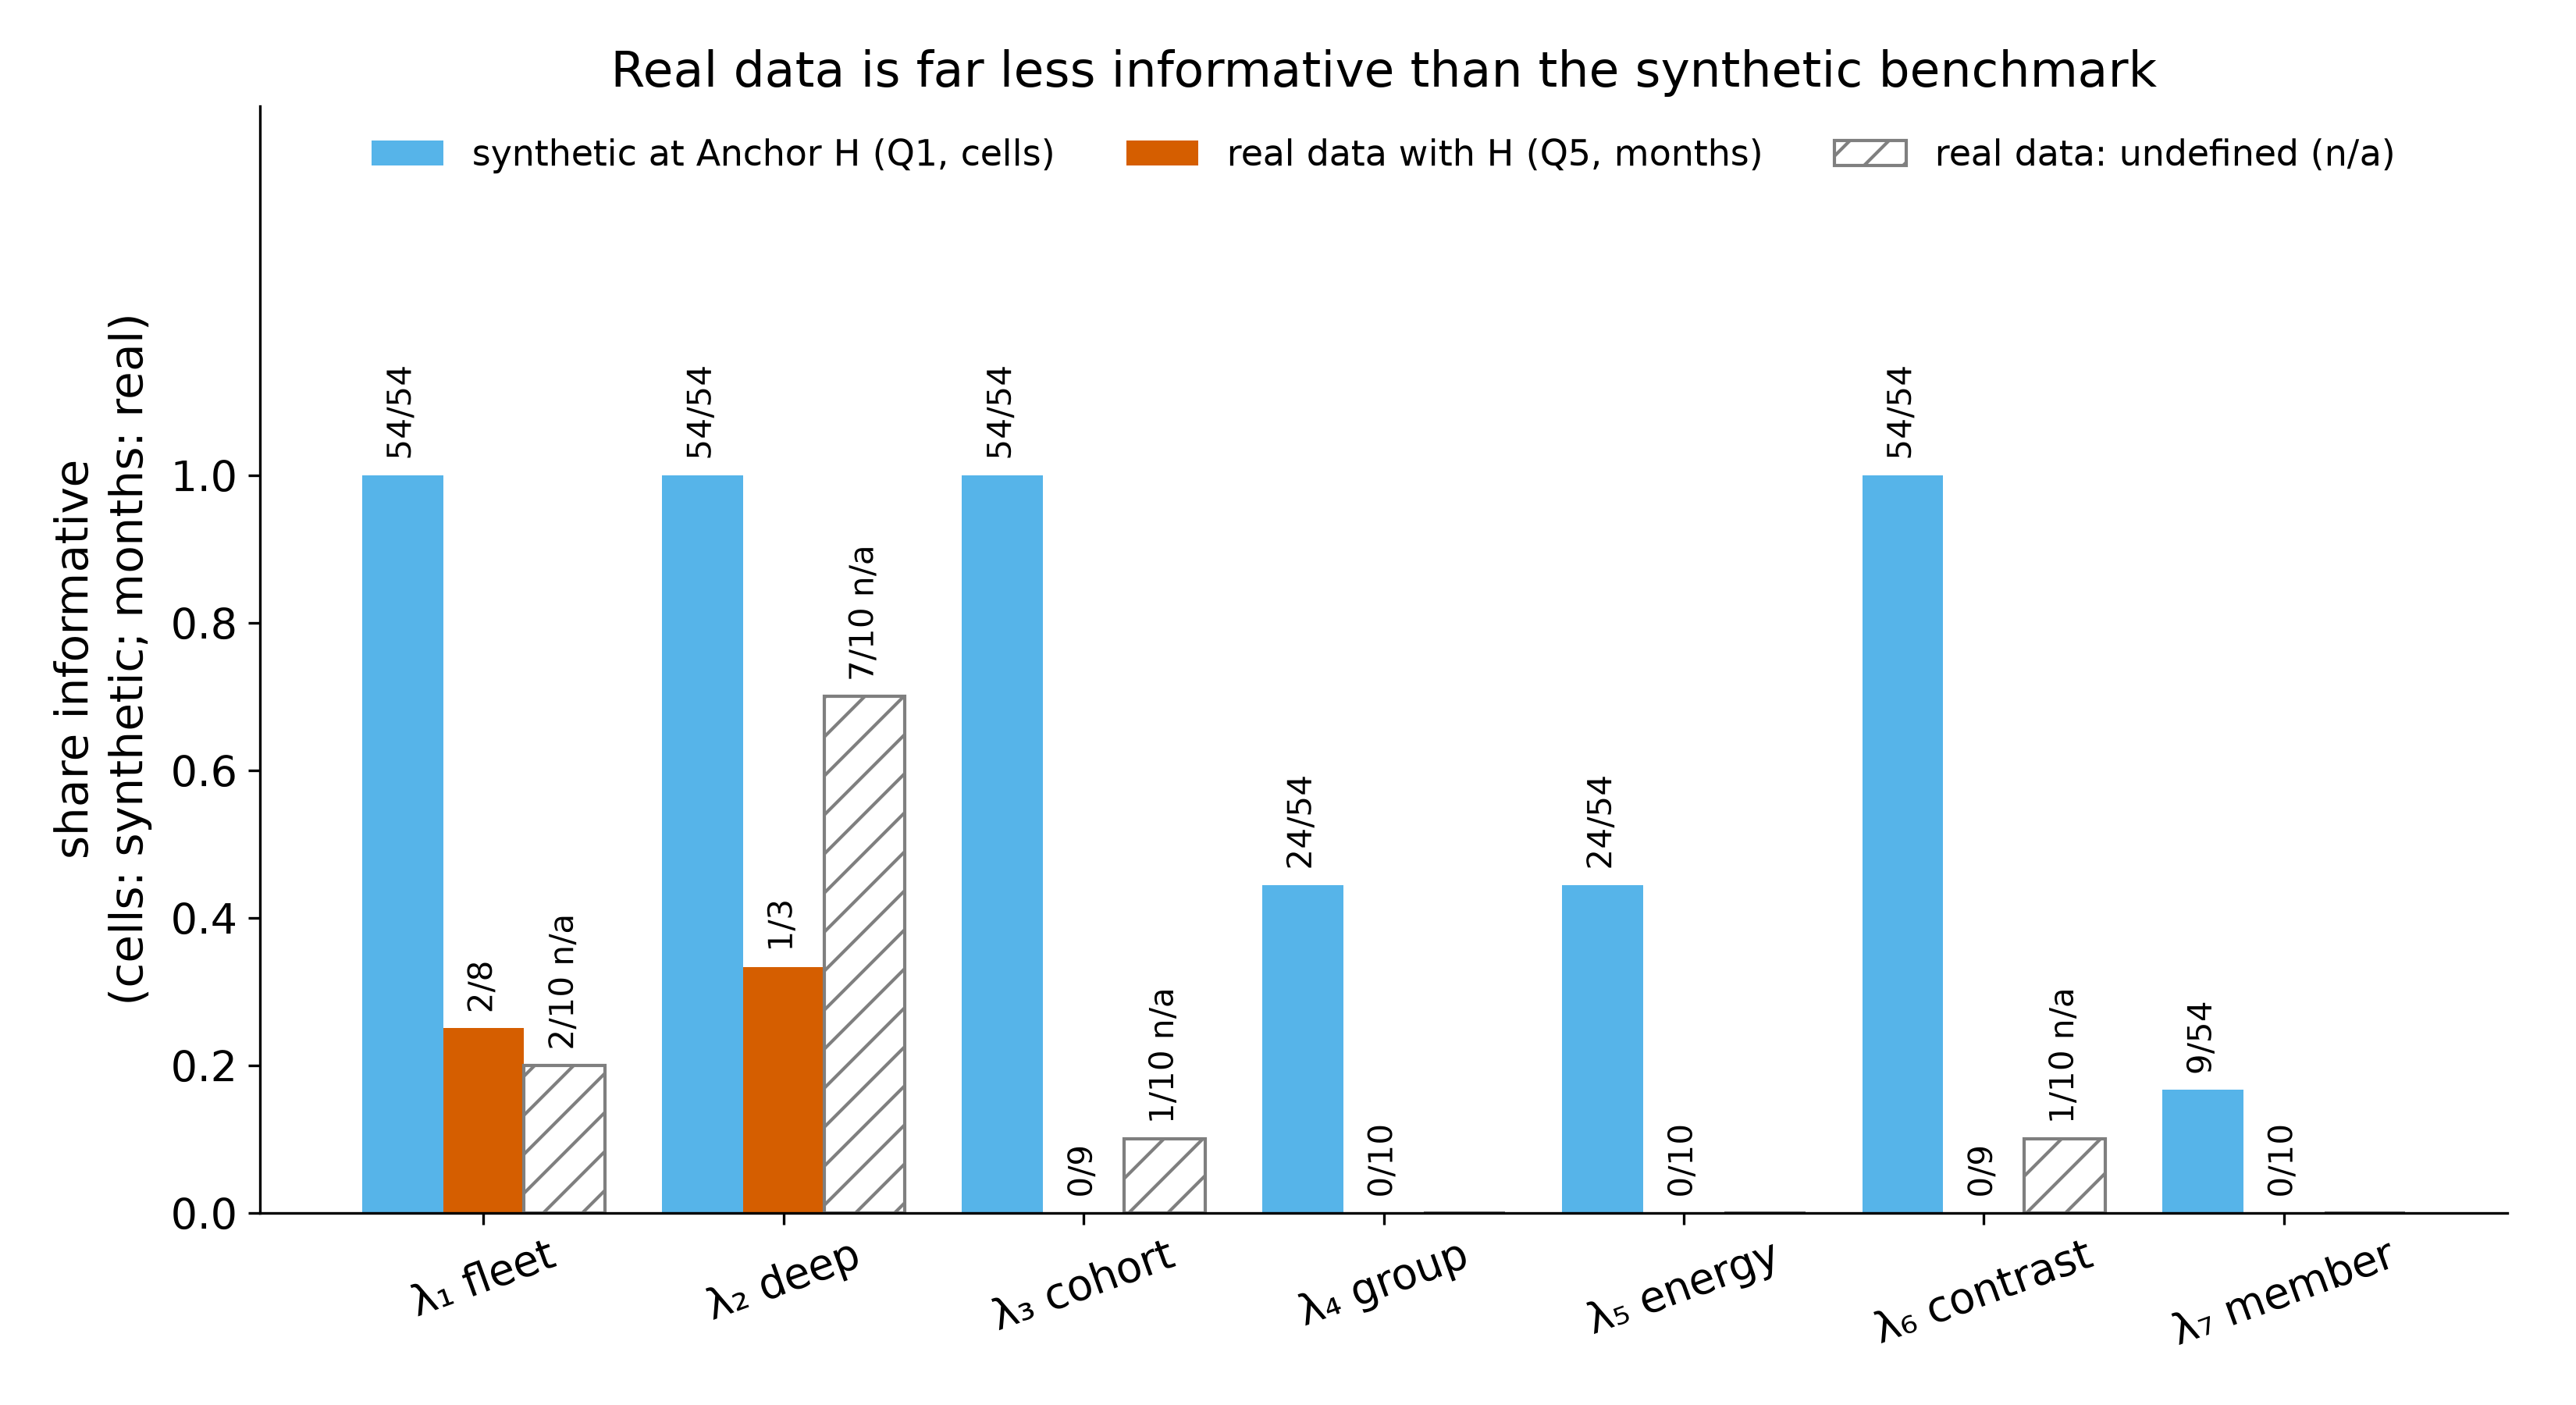 Real data is far less informative than the synthetic benchmark
synthetic at Anchor H (Q1, cells)
real data with H (Q5, months)
real data: undefined (n/a)
share informative
(cells: synthetic; months: real)
1.0
0.8
0.6
0.4
0.2
0.0
54/54
2/8
2/10 n/a
54/54
1/3
7/10 n/a
54/54
0/9
1/10 n/a
24/54
0/10
24/54
0/10
54/54
0/9
1/10 n/a
9/54
0/10
λ₁ fleet
λ₂ deep
λ₃ cohort
λ₄ group
λ₅ energy
λ₆ contrast
λ₇ member